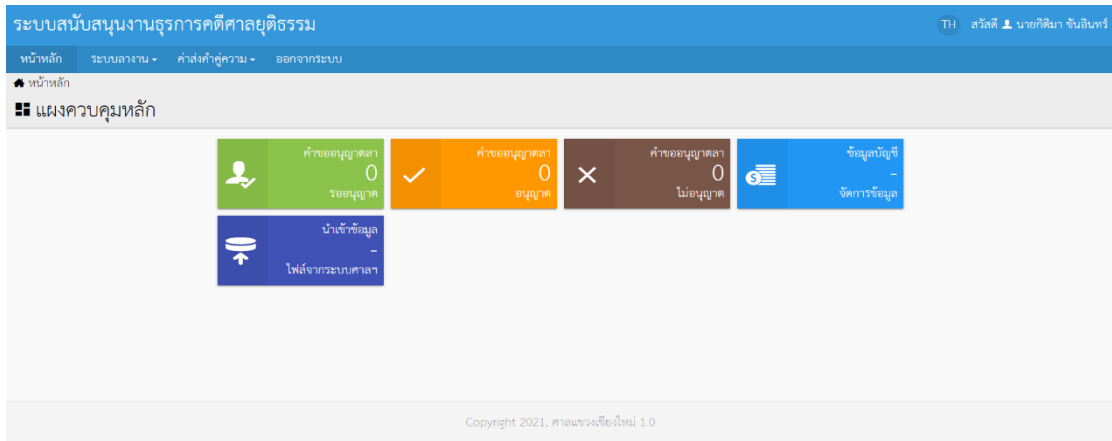 ระบบสนับสนุนงานธุรการคดีศาลยุติธรรม
TH สวัสดี นายกิติมา ขันอินทร์
หน้าหลัก ระบบลางาน ค่าส่งคำคู่ความ ออกจากระบบ
หน้าหลัก
แผงควบคุมหลัก
คำขออนุญาตลา
0
รออนุญาต
คำขออนุญาตลา
0
อนุญาต
คำขออนุญาตลา
0
ไม่อนุญาต
ข้อมูลบัญชี
–
จัดการข้อมูล
นำเข้าข้อมูล
–
ไฟล์จากระบบศาลฯ
Copyright 2021, ศาลแขวงเชียงใหม่ 1.0